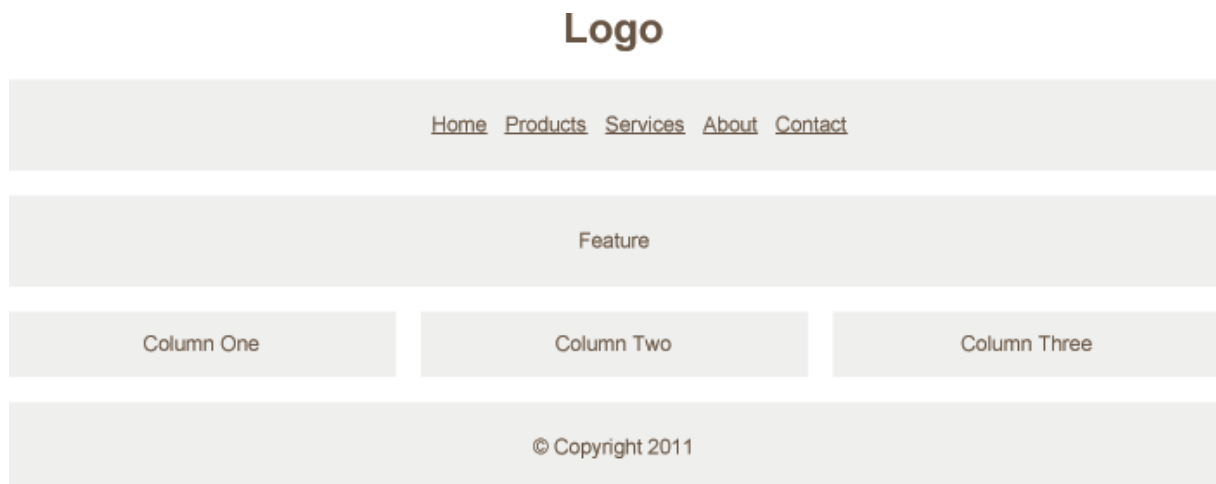 Logo
Home Products Services About Contact
Feature
Column One Column Two Column Three
© Copyright 2011